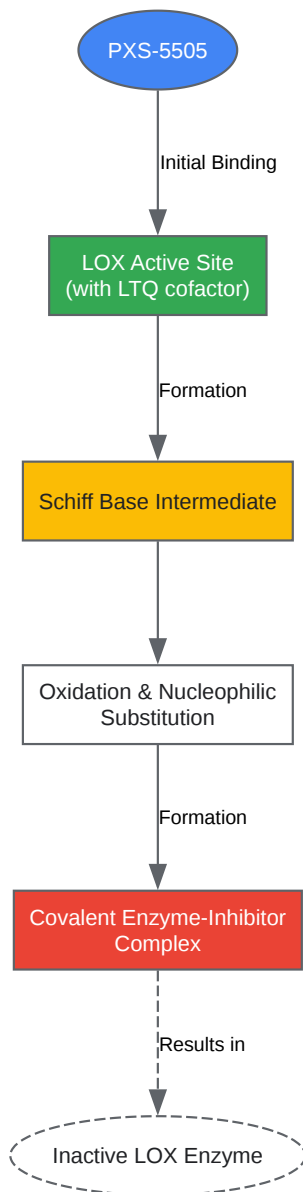 PXS-5505
Initial Binding
LOX Active Site
(with LTQ cofactor)
Formation
Schiff Base Intermediate
Oxidation & Nucleophilic
Substitution
Formation
Covalent Enzyme-Inhibitor
Complex
Results in
Inactive LOX Enzyme